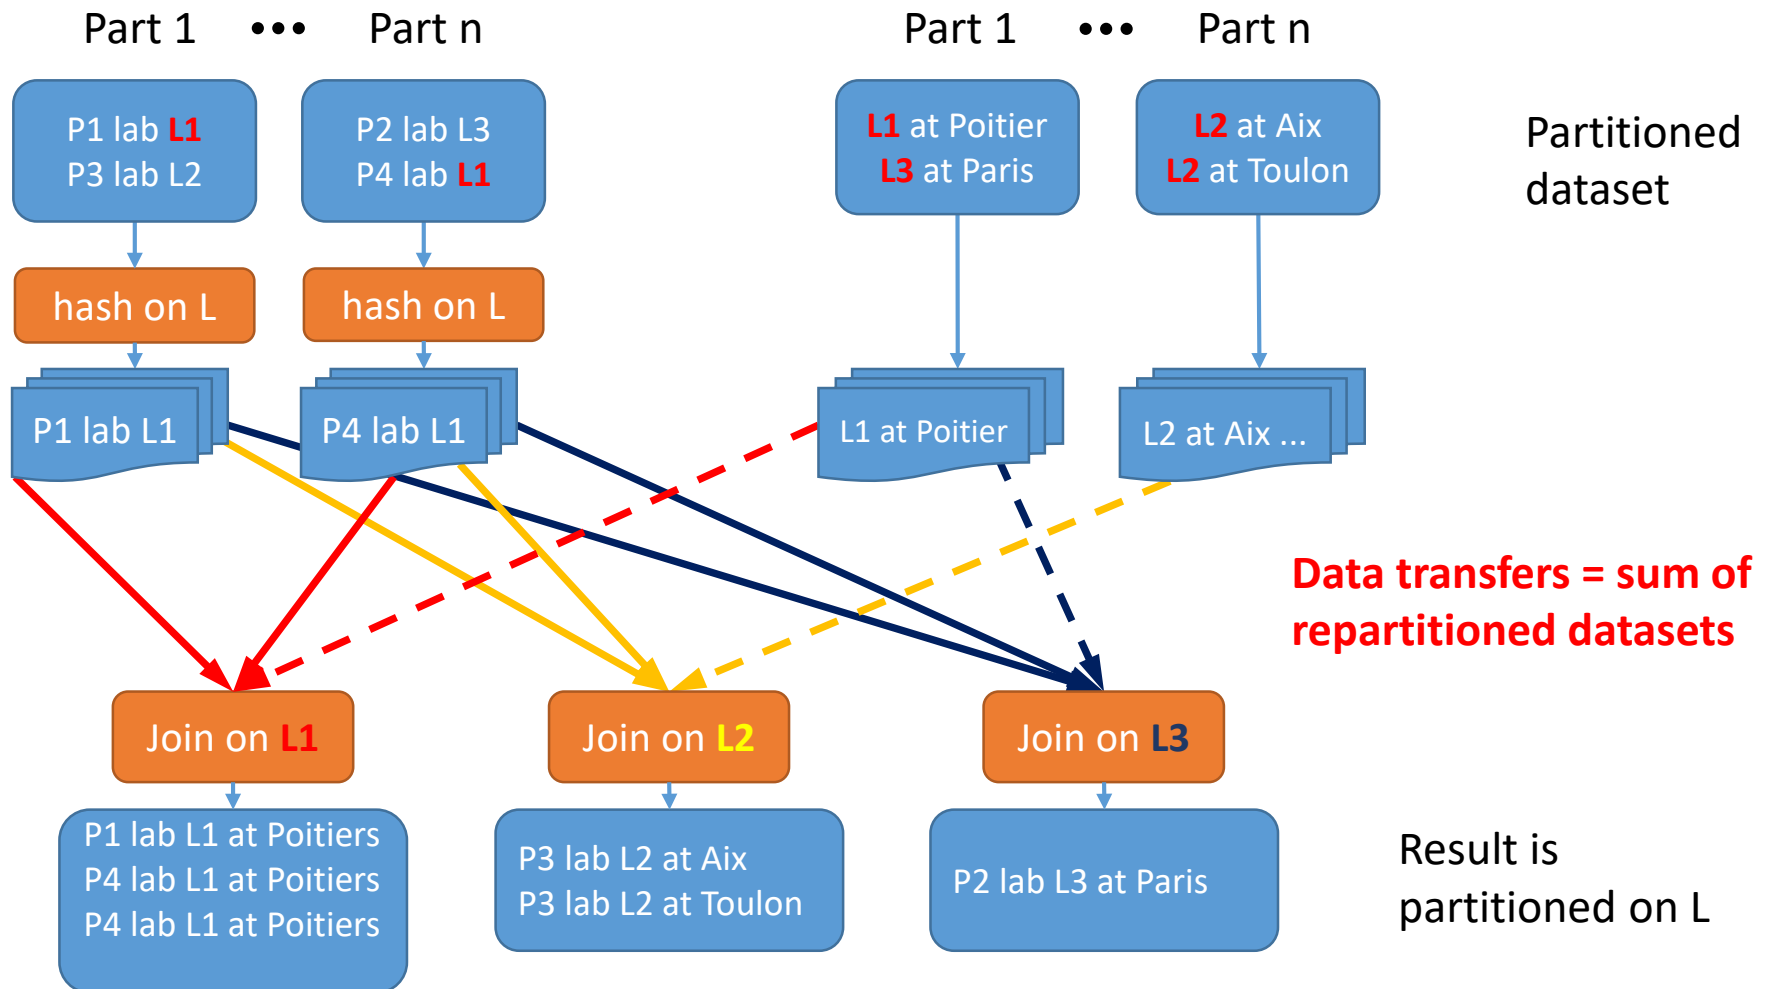 Part 1 ••• Part n
Part 1 ••• Part n
P1 lab L1
P3 lab L2
P2 lab L3
P4 lab L1
L1 at Poitier
L3 at Paris
L2 at Aix
L2 at Toulon
Partitioned
dataset
hash on L
hash on L
P1 lab L1
P4 lab L1
L1 at Poitier
L2 at Aix ...
Data transfers = sum of
repartitioned datasets
Join on L1
Join on L2
Join on L3
P1 lab L1 at Poitiers
P4 lab L1 at Poitiers
P4 lab L1 at Poitiers
P3 lab L2 at Aix
P3 lab L2 at Toulon
P2 lab L3 at Paris
Result is
partitioned on L